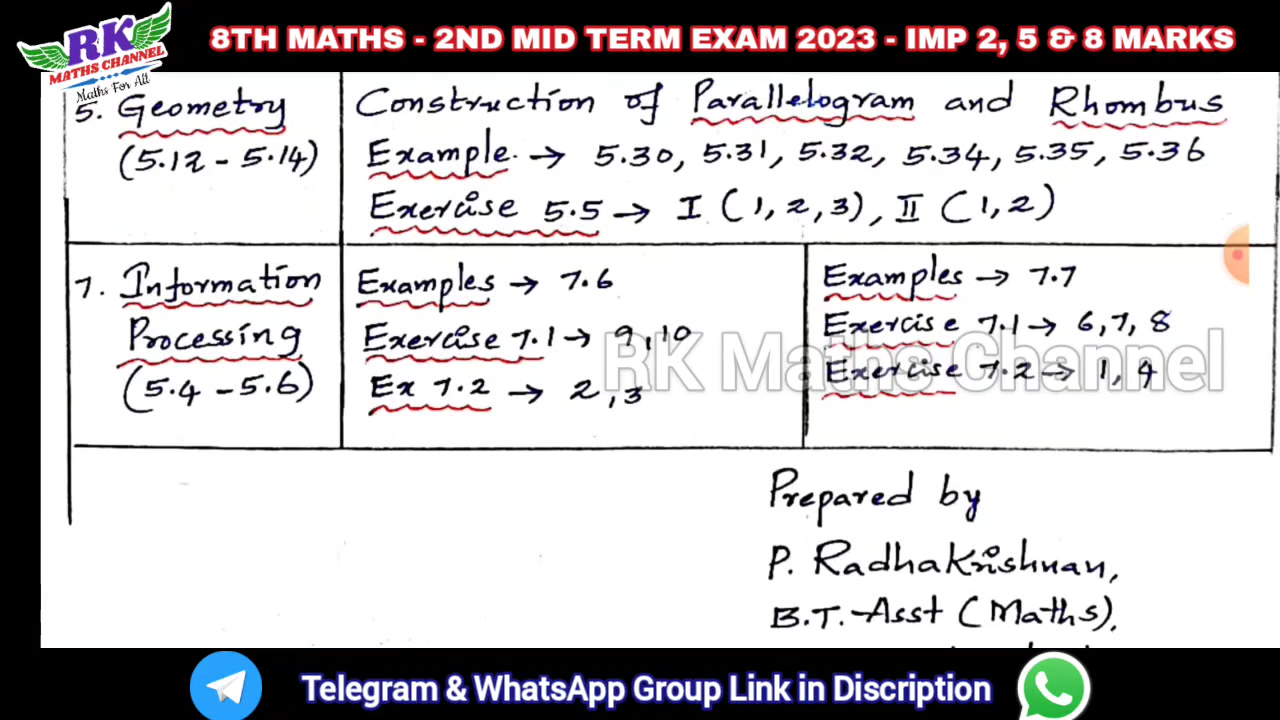 RK
MATHS CHANNEL
Maths For All
8TH MATHS - 2ND MID TERM EXAM 2023 - IMP 2, 5 & 8 MARKS
5. Geometry
(5.12 - 5.14)
Construction of Parallelogram and Rhombus
Example. → 5.30, 5.31, 5.32, 5.34, 5.35, 5.36
Exercise 5.5 → I (1, 2, 3), II (1, 2)
7. Information
Processing
(5.4 - 5.6)
Examples → 7.6
Exercise 7.1 → 9, 10
Ex 7.2 → 2, 3
Examples → 7.7
Exercise 7.1 → 6, 7, 8
Exercise 7.2 → 1, 4
RK Maths Channel
Prepared by
P. Radhakrishnan,
B.T. Asst (Maths).
Telegram & WhatsApp Group Link in Discription